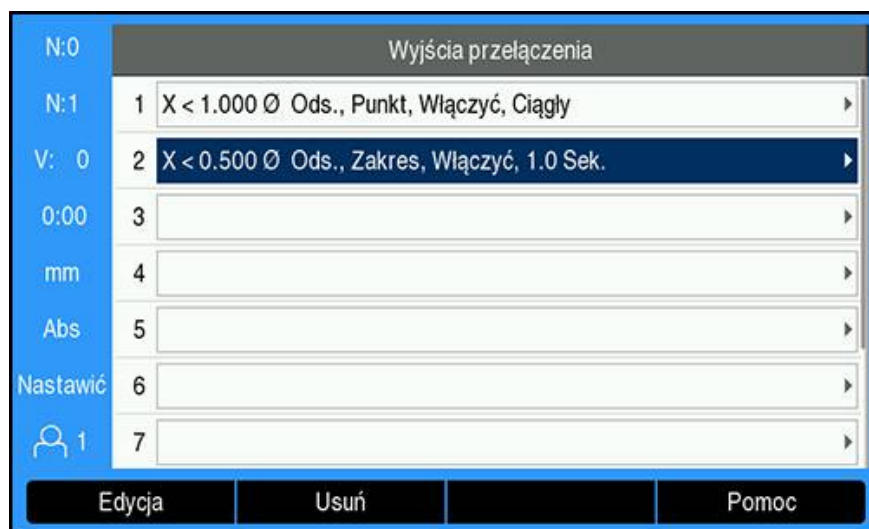 N:0
Wyjścia przełączenia
N:1
1 X < 1.000 Ø Ods., Punkt, Włączyć, Ciągły
V: 0
2 X < 0.500 Ø Ods., Zakres, Włączyć, 1.0 Sek.
0:00
3
mm
4
Abs
5
Nastawić
6
1
7
Edycja Usuń Pomoc